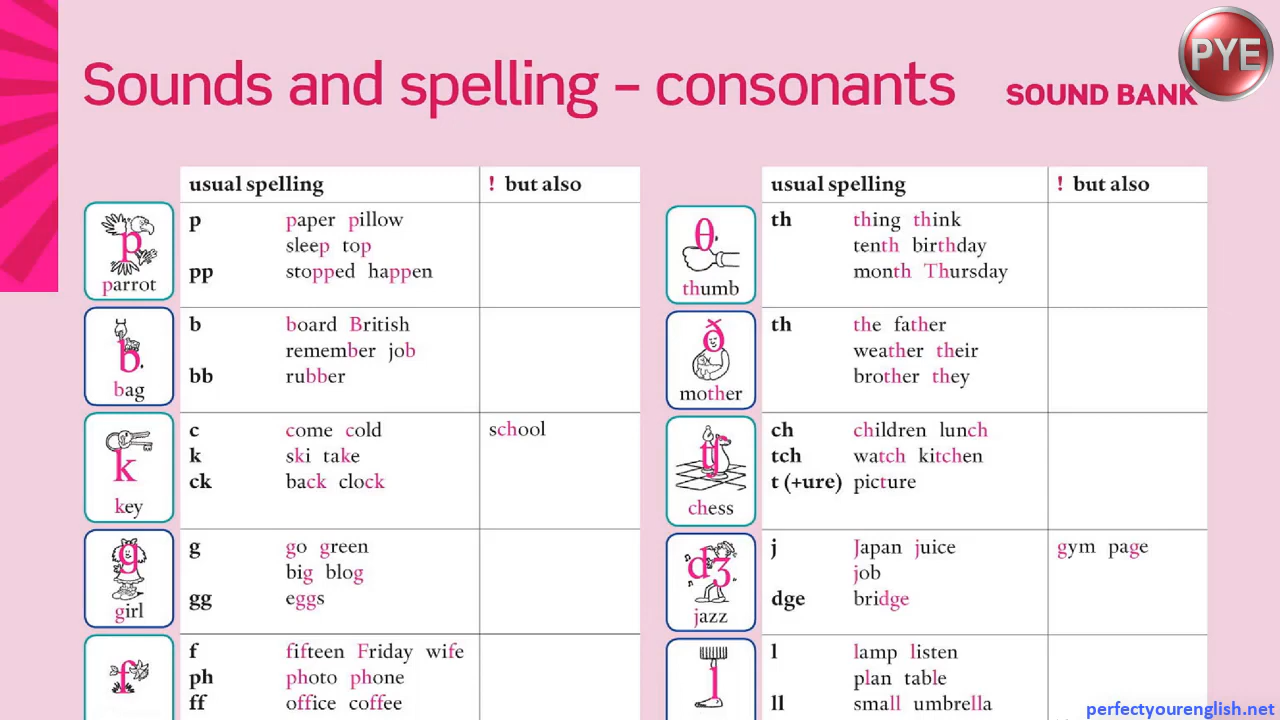 PYE
Sounds and spelling – consonants SOUND BANK
usual spelling ! but also
p parrot
p paper pillow
sleep top
pp stopped happen
b bag
b board British
remember job
bb rubber
k key
c come cold school
k ski take
ck back clock
g girl
g go green
big blog
gg eggs
f
f fifteen Friday wife
ph photo phone
ff office coffee
usual spelling ! but also
θ thumb
th thing think
tenth birthday
month Thursday
ð mother
th the father
weather their
brother they
tʃ chess
ch children lunch
tch watch kitchen
t (+ure) picture
dʒ jazz
j Japan juice gym page
job
dge bridge
l
l lamp listen
plan table
ll small umbrella
perfectyourenglish.net